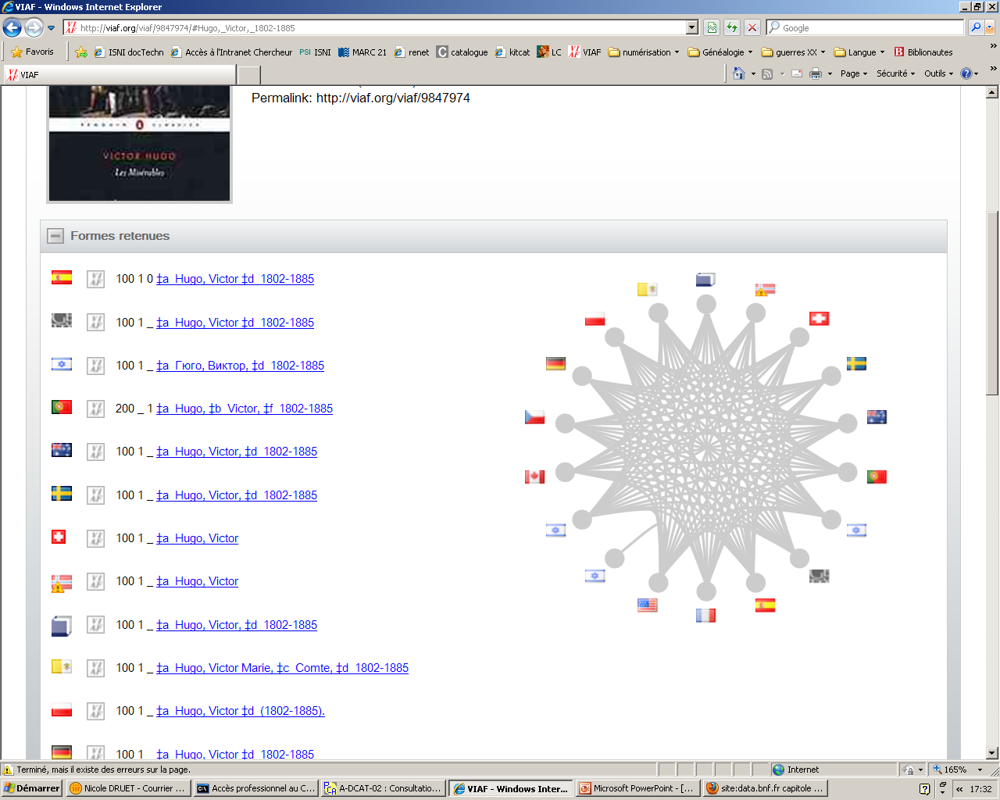 VIAF - Windows Internet Explorer
http://viaf.org/viaf/9847974/#Hugo,_Victor,_1802-1885
Google
Favoris ISNI docTechn Accès à l'Intranet Chercheur PSI ISNI MARC 21 renet catalogue kitcat LC VIAF numérisation Généalogie guerres XX Langue Biblionautes
VIAF
Page Sécurité Outils
Permalink: http://viaf.org/viaf/9847974
PENGUIN CLASSICS
VICTOR HUGO
Les Misérables
Formes retenues
100 1 0 ‡a Hugo, Victor ‡d 1802-1885
100 1 _ ‡a Hugo, Victor ‡d 1802-1885
100 1 _ ‡a Гюго, Виктор, ‡d 1802-1885
200 _ 1 ‡a Hugo, ‡b Victor, ‡f 1802-1885
100 1 _ ‡a Hugo, Victor, ‡d 1802-1885
100 1 _ ‡a Hugo, Victor, ‡d 1802-1885
100 1 _ ‡a Hugo, Victor
100 1 _ ‡a Hugo, Victor
100 1 _ ‡a Hugo, Victor, ‡d 1802-1885
100 1 _ ‡a Hugo, Victor Marie, ‡c Comte, ‡d 1802-1885
100 1 _ ‡a Hugo, Victor ‡d (1802-1885).
100 1 ‡a Hugo, Victor ‡d 1802-1885
Terminé, mais il existe des erreurs sur la page.
Internet
165%
Démarrer
Nicole DRUET - Courrier ...
Accès professionnel au C...
A-DCAT-02 : Consultatio...
VIAF - Windows Inter...
Microsoft PowerPoint - [...
site:data.bnf.fr capitole ...
17:32